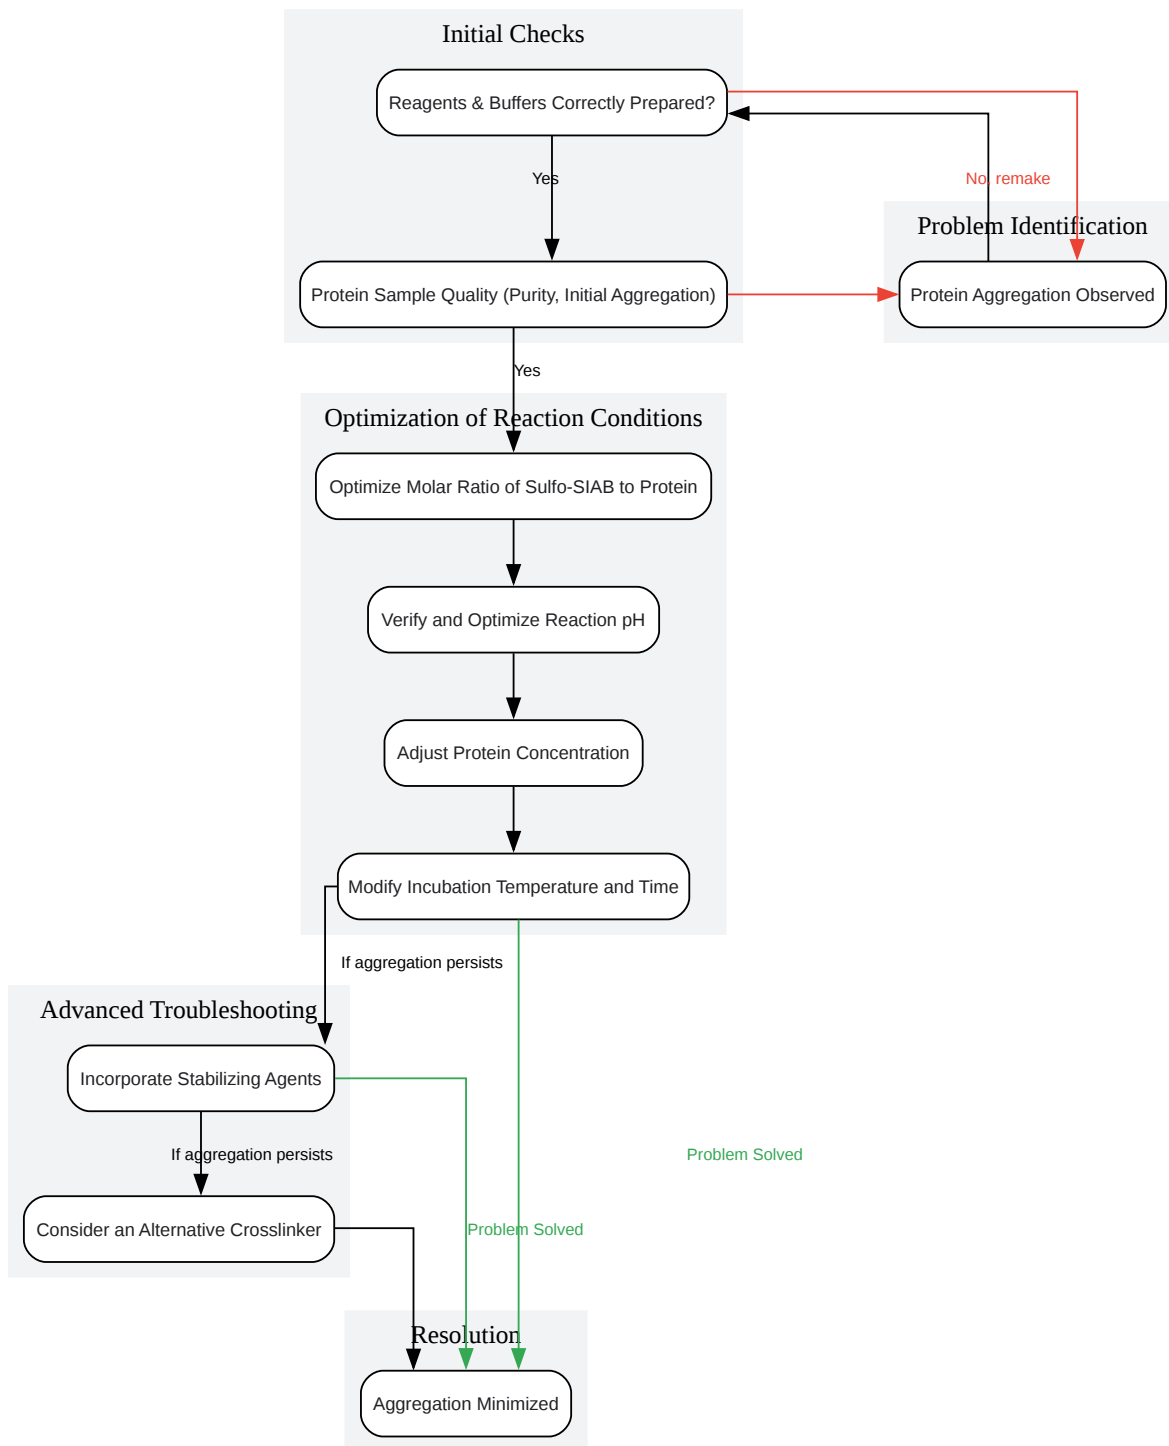 Initial Checks
Reagents & Buffers Correctly Prepared?
Yes
No, remake
Problem Identification
Protein Sample Quality (Purity, Initial Aggregation)
Protein Aggregation Observed
Yes
Optimization of Reaction Conditions
Optimize Molar Ratio of Sulfo-SIAB to Protein
Verify and Optimize Reaction pH
Adjust Protein Concentration
Modify Incubation Temperature and Time
If aggregation persists
Advanced Troubleshooting
Incorporate Stabilizing Agents
If aggregation persists
Problem Solved
Consider an Alternative Crosslinker
Problem Solved
Resolution
Aggregation Minimized